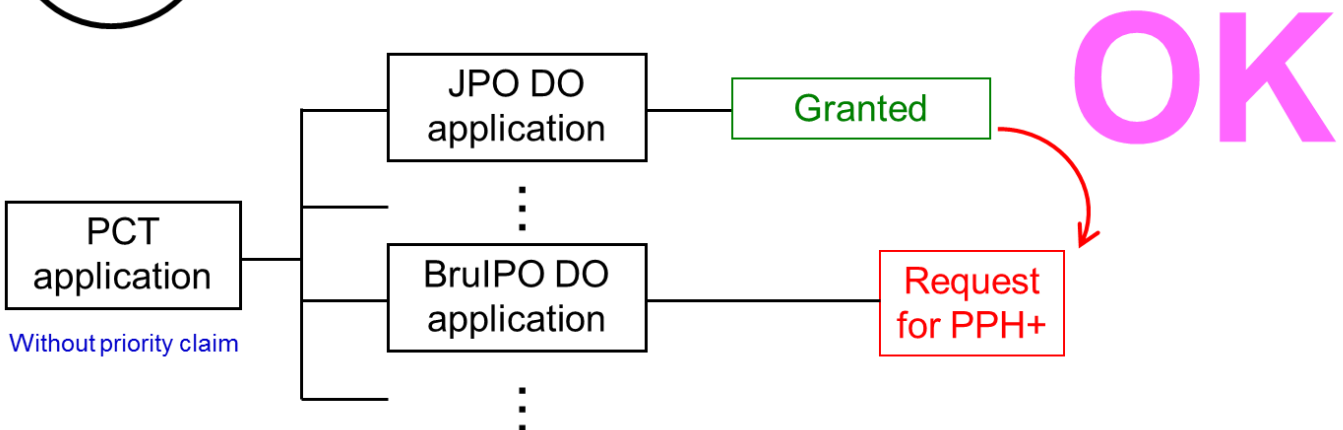 OK
JPO DO
application
Granted
PCT
application
Without priority claim
BruIPO DO
application
Request
for PPH+